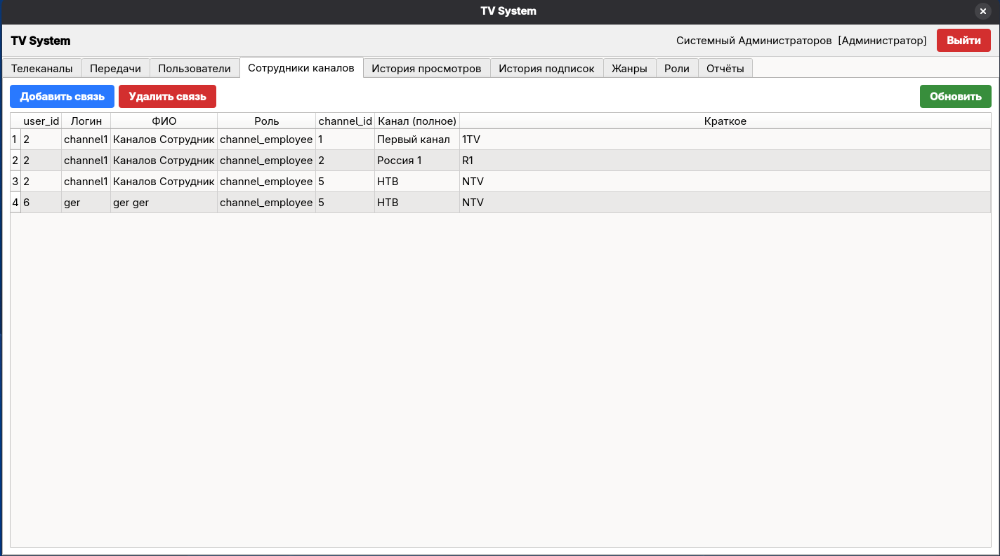 TV System
TV System Системный Администраторов [Администратор] Выйти
Телеканалы Передачи Пользователи Сотрудники каналов История просмотров История подписок Жанры Роли Отчёты
Добавить связь Удалить связь Обновить
user_id Логин ФИО Роль channel_id Канал (полное) Краткое
1 2 channel1 Каналов Сотрудник channel_employee 1 Первый канал 1TV
2 2 channel1 Каналов Сотрудник channel_employee 2 Россия 1 R1
3 2 channel1 Каналов Сотрудник channel_employee 5 НТВ NTV
4 6 ger ger ger channel_employee 5 НТВ NTV